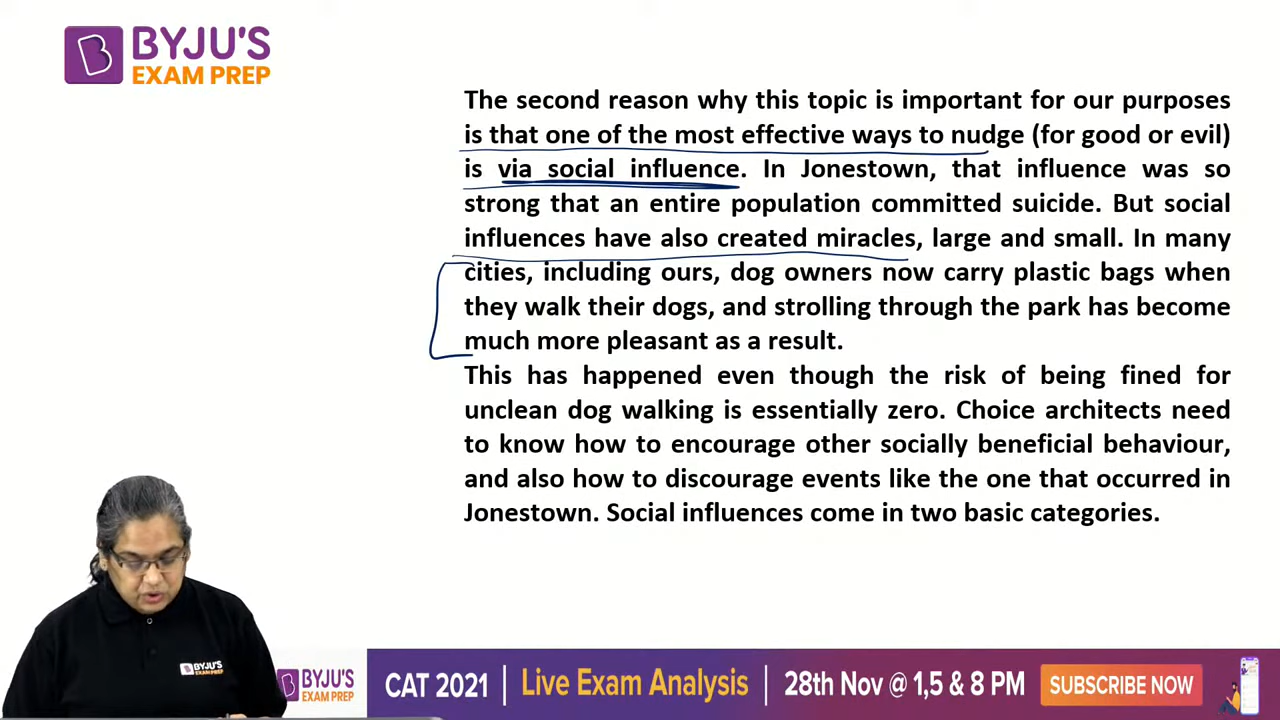 BYJU'S
EXAM PREP
The second reason why this topic is important for our purposes
is that one of the most effective ways to nudge (for good or evil)
is via social influence. In Jonestown, that influence was so
strong that an entire population committed suicide. But social
influences have also created miracles, large and small. In many
cities, including ours, dog owners now carry plastic bags when
they walk their dogs, and strolling through the park has become
much more pleasant as a result.
This has happened even though the risk of being fined for
unclean dog walking is essentially zero. Choice architects need
to know how to encourage other socially beneficial behaviour,
and also how to discourage events like the one that occurred in
Jonestown. Social influences come in two basic categories.
BYJU'S
EXAM PREP
BYJU'S
EXAM PREP
CAT 2021 | Live Exam Analysis | 28th Nov @ 1,5 & 8 PM SUBSCRIBE NOW